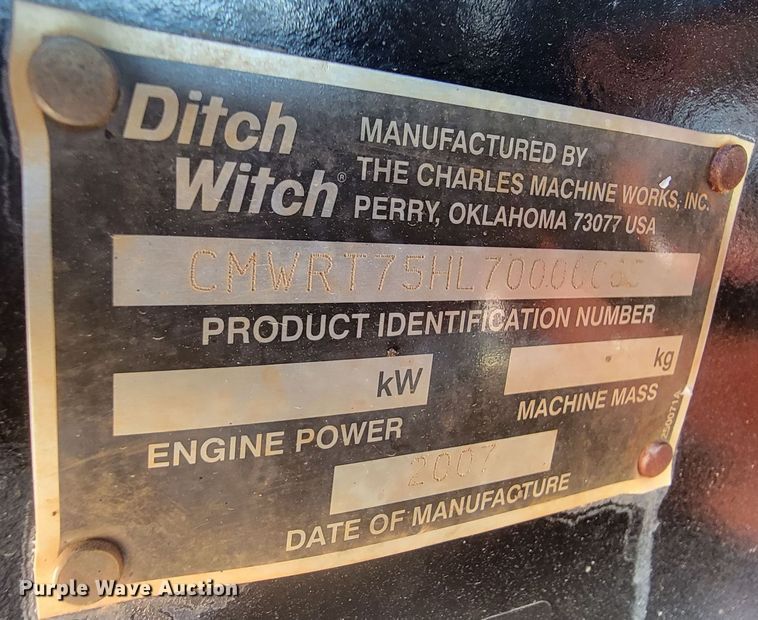 Ditch
Witch®
MANUFACTURED BY
THE CHARLES MACHINE WORKS, INC.
PERRY, OKLAHOMA 73077 USA
PRODUCT IDENTIFICATION NUMBER
kW
ENGINE POWER
kg
MACHINE MASS
2007
DATE OF MANUFACTURE
Purple Wave Auction